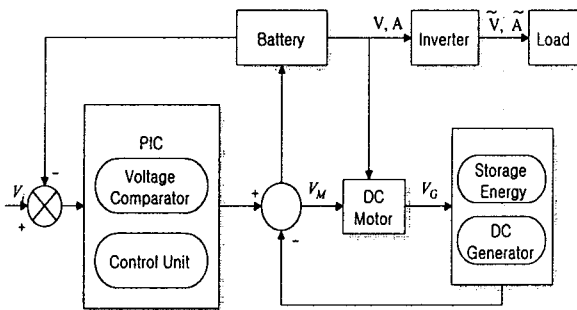 Battery
V, A
Inverter
Ṽ, Ã
Load
PIC
Voltage
Comparator
Control Unit
V_i
-
+
+
-
V_M
DC
Motor
V_G
Storage
Energy
DC
Generator